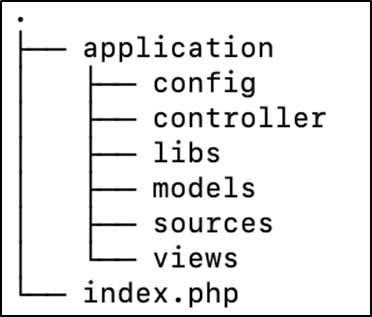 .
├── application
│   ├── config
│   ├── controller
│   ├── libs
│   ├── models
│   ├── sources
│   └── views
└── index.php